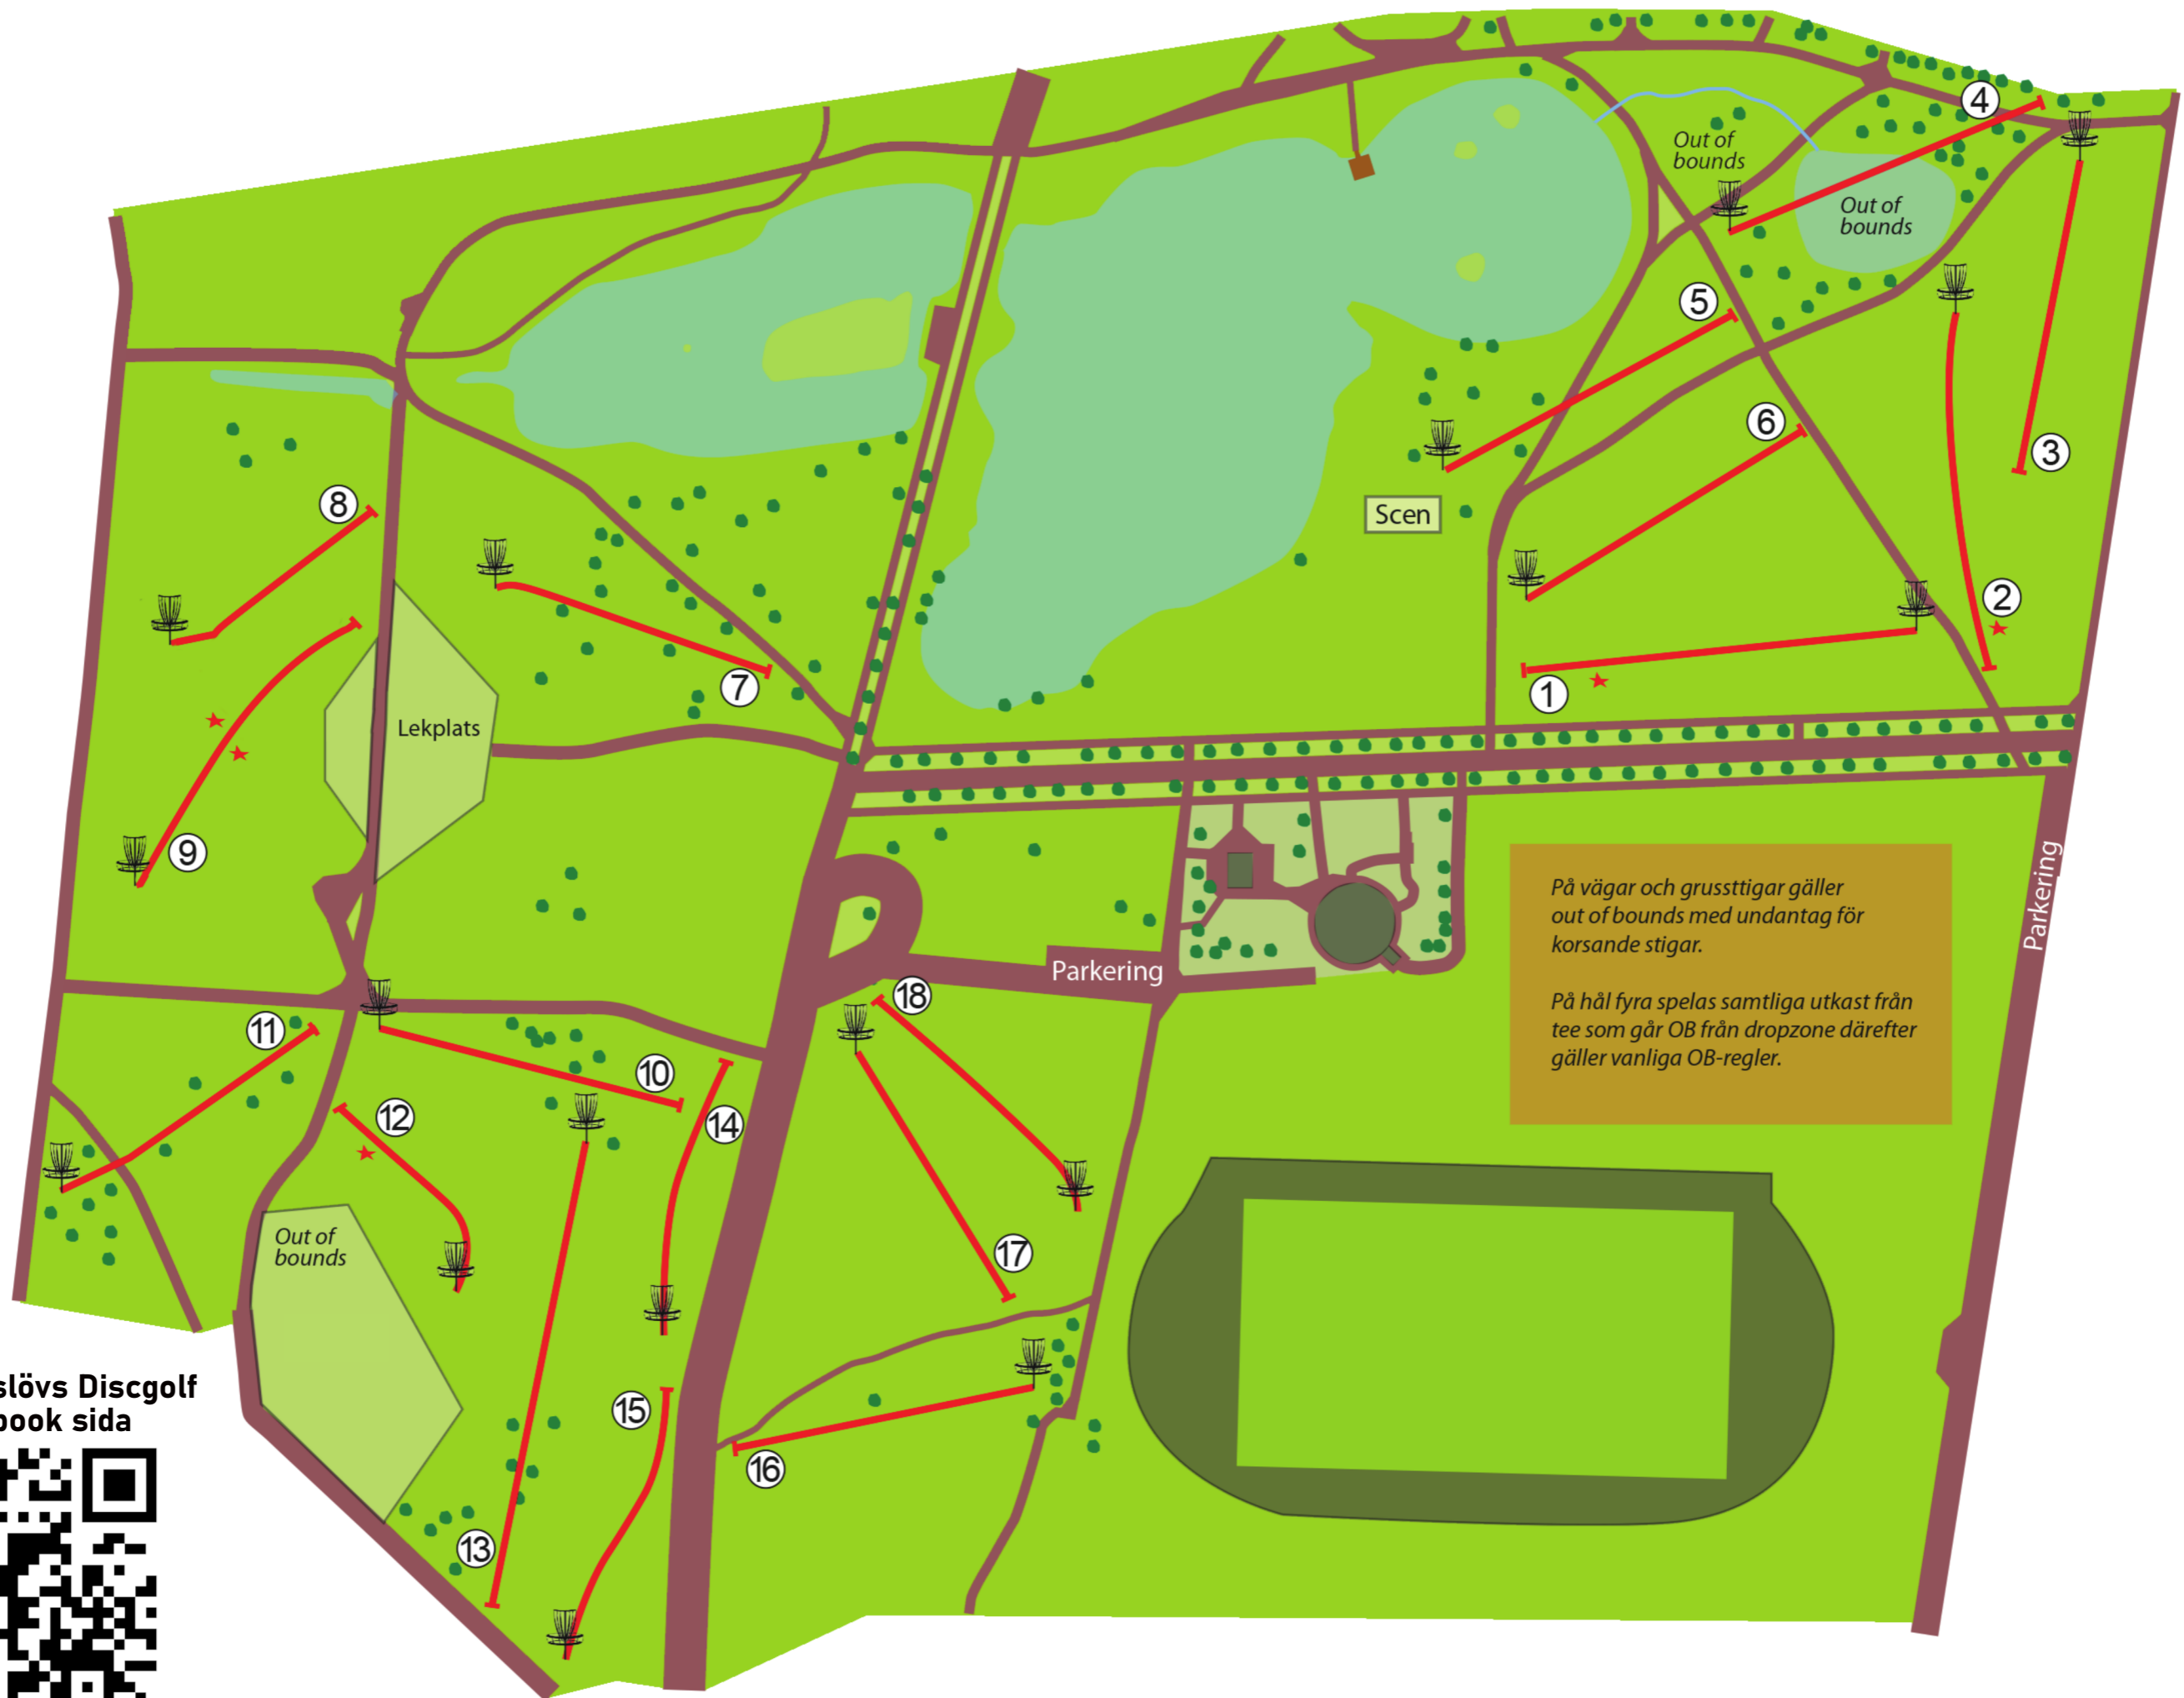 4
Out of
bounds
Out of
bounds
5
6
3
8
Scen
2
7
1
Lekplats
9
På vägar och grussttigar gäller
out of bounds med undantag för
korsande stigar.
På hål fyra spelas samtliga utkast från
tee som går OB från dropzone därefter
gäller vanliga OB-regler.
Parkering
Parkering
18
11
10
12
14
Out of
bounds
17
slövs Discgolf
book sida
15
16
13